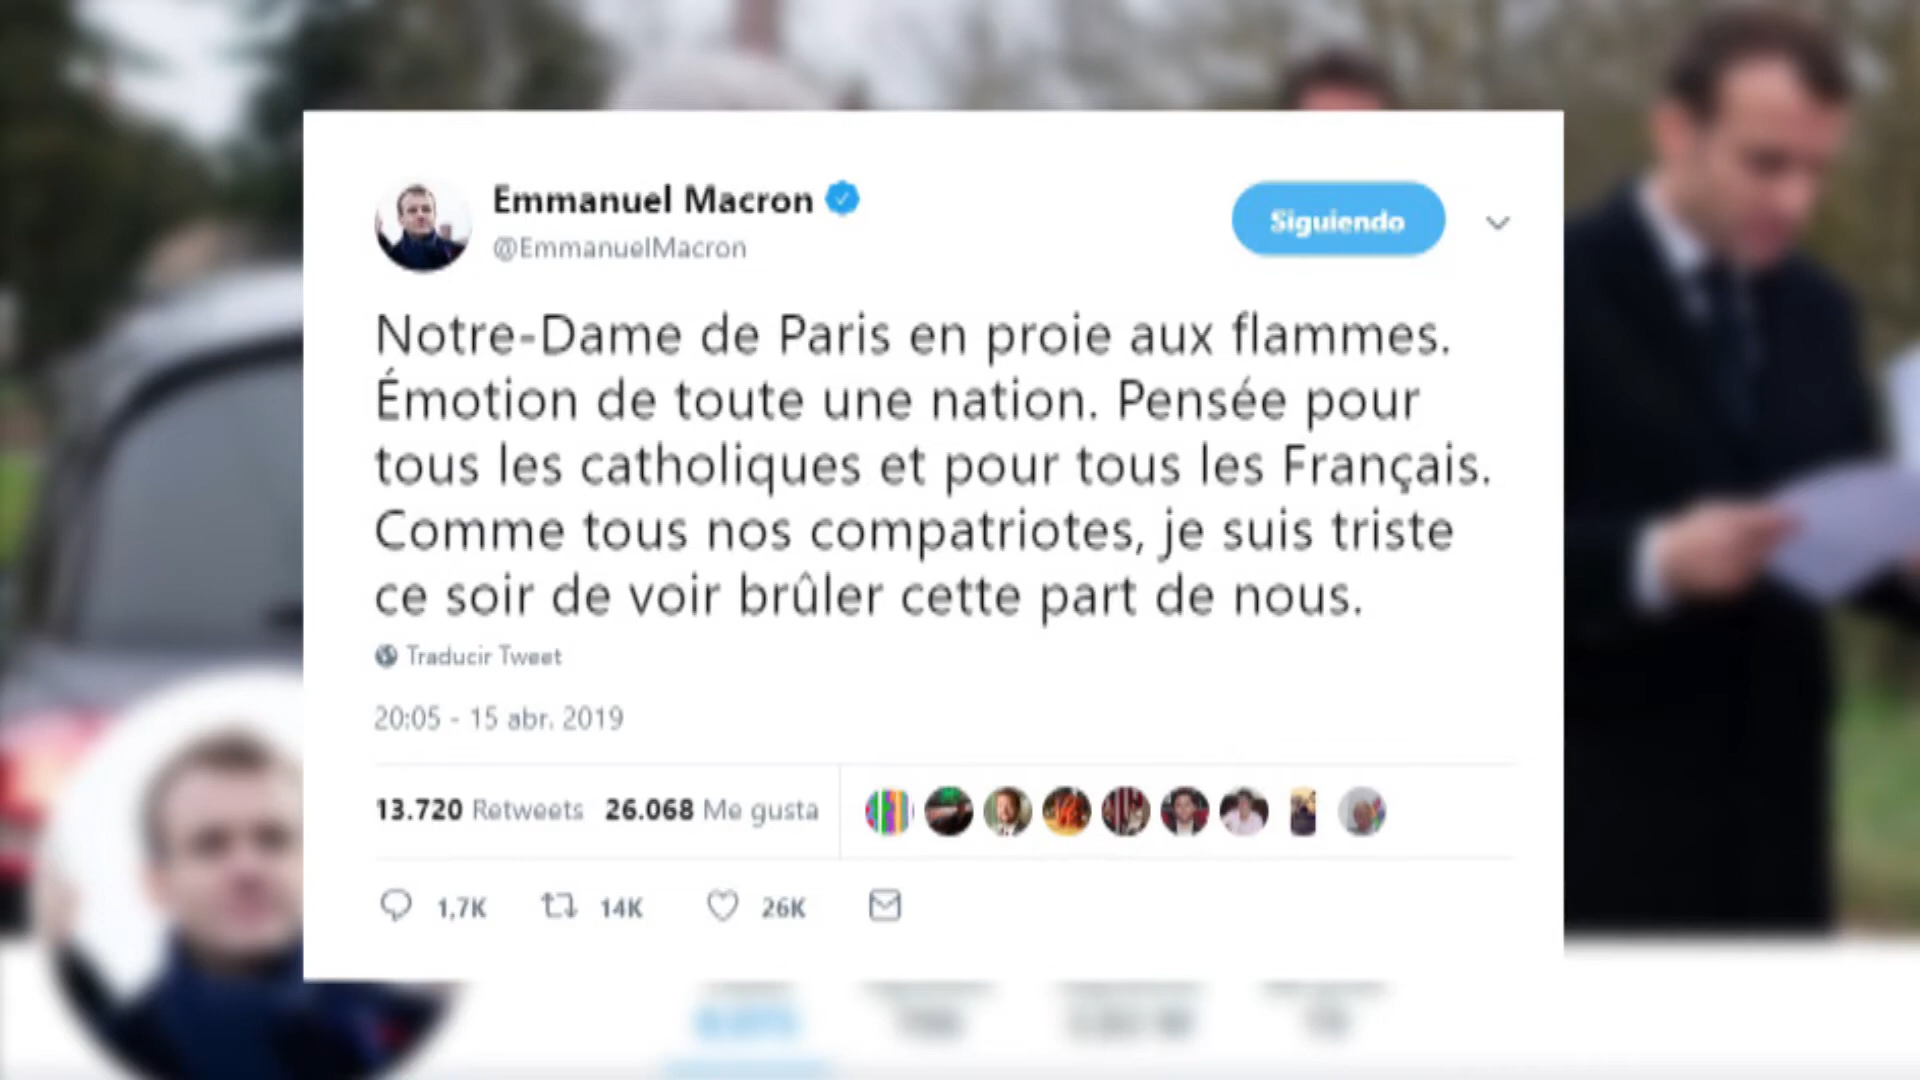 Emmanuel Macron
@EmmanuelMacron
Siguiendo
Notre-Dame de Paris en proie aux flammes.
Émotion de toute une nation. Pensée pour
tous les catholiques et pour tous les Français.
Comme tous nos compatriotes, je suis triste
ce soir de voir brûler cette part de nous.
Traducir Tweet
20:05 - 15 abr. 2019
13.720 Retweets 26.068 Me gusta
1,7K 14K 26K